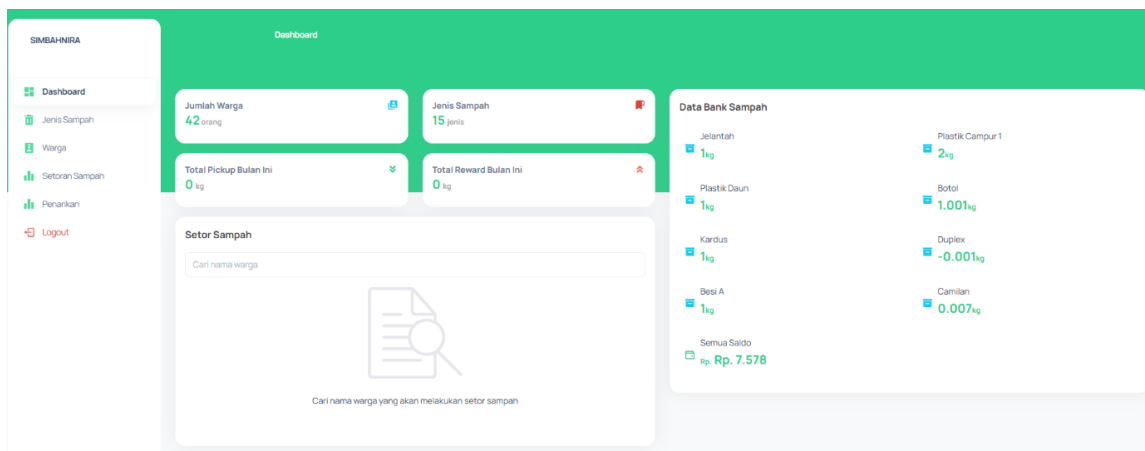 SIMBAHNIRA
Dashboard
Jenis Sampah
Warga
Setoran Sampah
Penarikan
Logout
Dashboard
Jumlah Warga
42 orang
Jenis Sampah
15 jenis
Total Pickup Bulan Ini
0 kg
Total Reward Bulan Ini
0 kg
Setor Sampah
Cari nama warga
Cari nama warga yang akan melakukan setor sampah
Data Bank Sampah
Jelantah
1kg
Plastik Campur 1
2kg
Plastik Daun
1kg
Botol
1.001kg
Kardus
1kg
Duplex
-0.001kg
Besi A
1kg
Camilan
0.007kg
Semua Saldo
Rp. Rp. 7.578